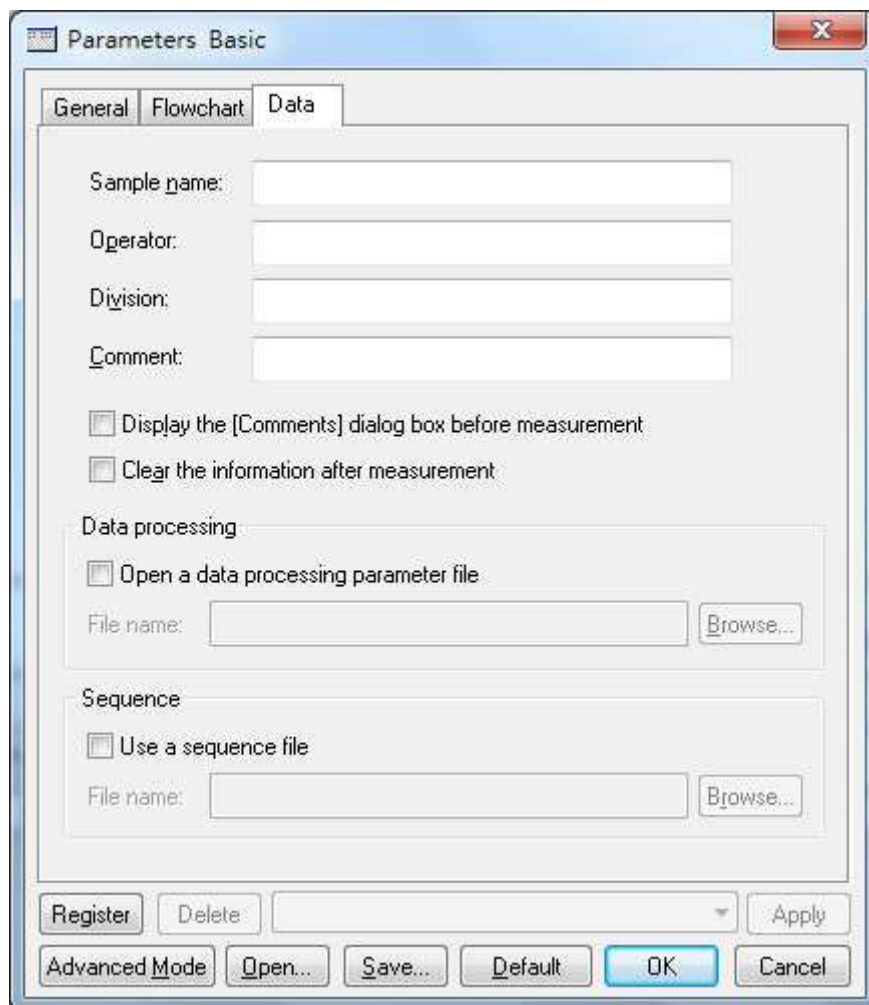 Parameters Basic
General Flowchart Data
Sample name:
Operator:
Division:
Comment:
Display the [Comments] dialog box before measurement
Clear the information after measurement
Data processing
Open a data processing parameter file
File name: Browse...
Sequence
Use a sequence file
File name: Browse...
Register Delete Apply
Advanced Mode Open... Save... Default OK Cancel